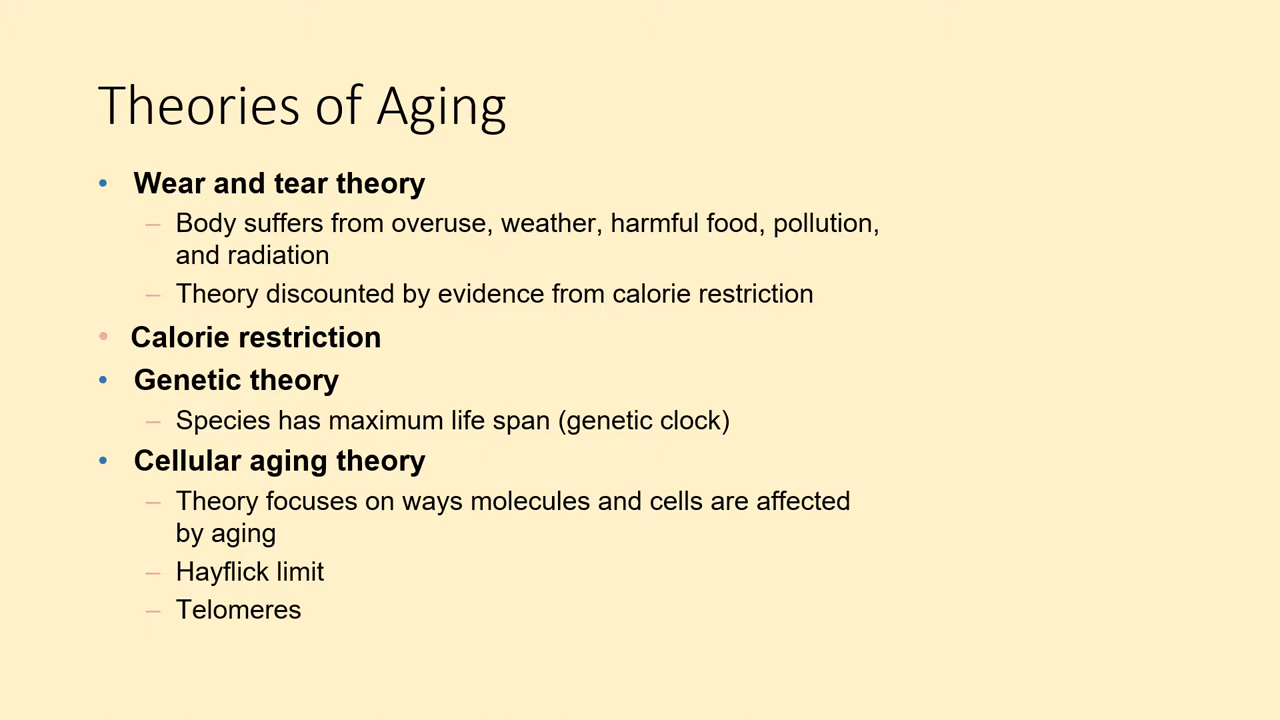 Theories of Aging
• Wear and tear theory
– Body suffers from overuse, weather, harmful food, pollution,
and radiation
– Theory discounted by evidence from calorie restriction
• Calorie restriction
• Genetic theory
– Species has maximum life span (genetic clock)
• Cellular aging theory
– Theory focuses on ways molecules and cells are affected
by aging
– Hayflick limit
– Telomeres